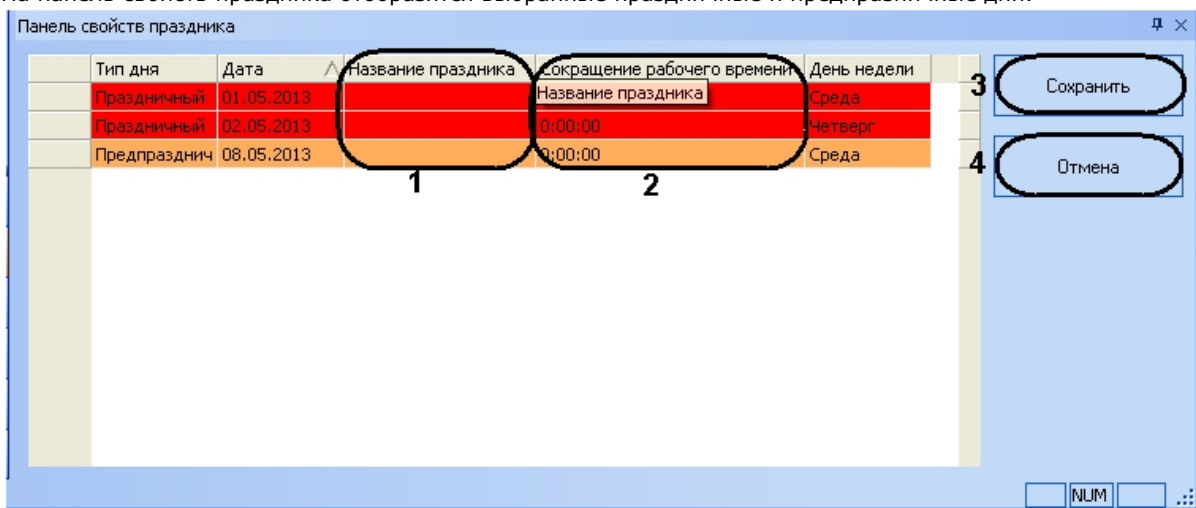 Панель свойств праздника
Тип дня Дата Название праздника Сокращение рабочего времени День недели
Праздничный 01.05.2013 Название праздника Среда
Праздничный 02.05.2013 0:00:00 Четверг
Предпразднич 08.05.2013 0:00:00 Среда
1 2
3 Сохранить
4 Отмена
NUM